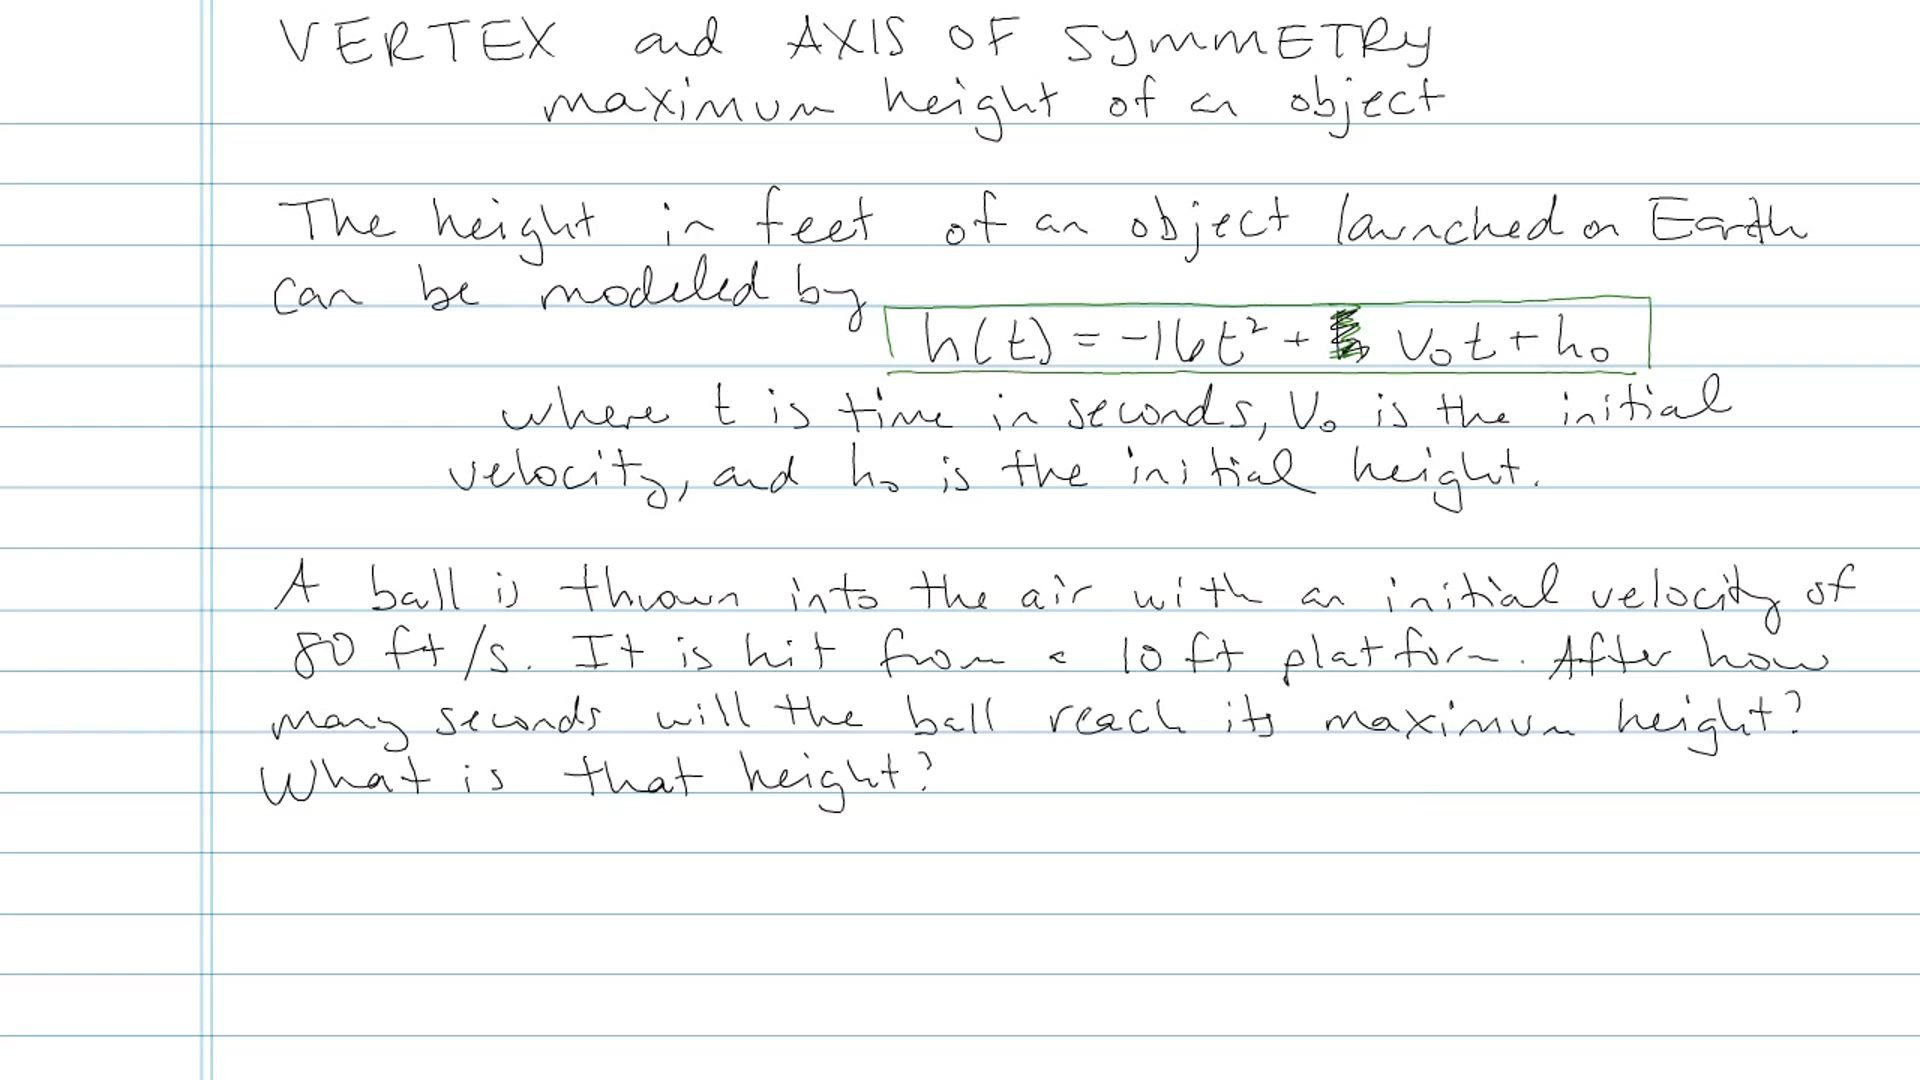 VERTEX and AXIS OF SYMMETRY
maximum height of an object
The height in feet of an object launched on Earth
can be modeled by
h(t) = -16t² + v₀t + h₀
where t is time in seconds, V₀ is the initial
velocity, and h₀ is the initial height.
A ball is thrown into the air with an initial velocity of
80 ft/s. It is hit from a 10 ft platform. After how
many seconds will the ball reach its maximum height?
What is that height?